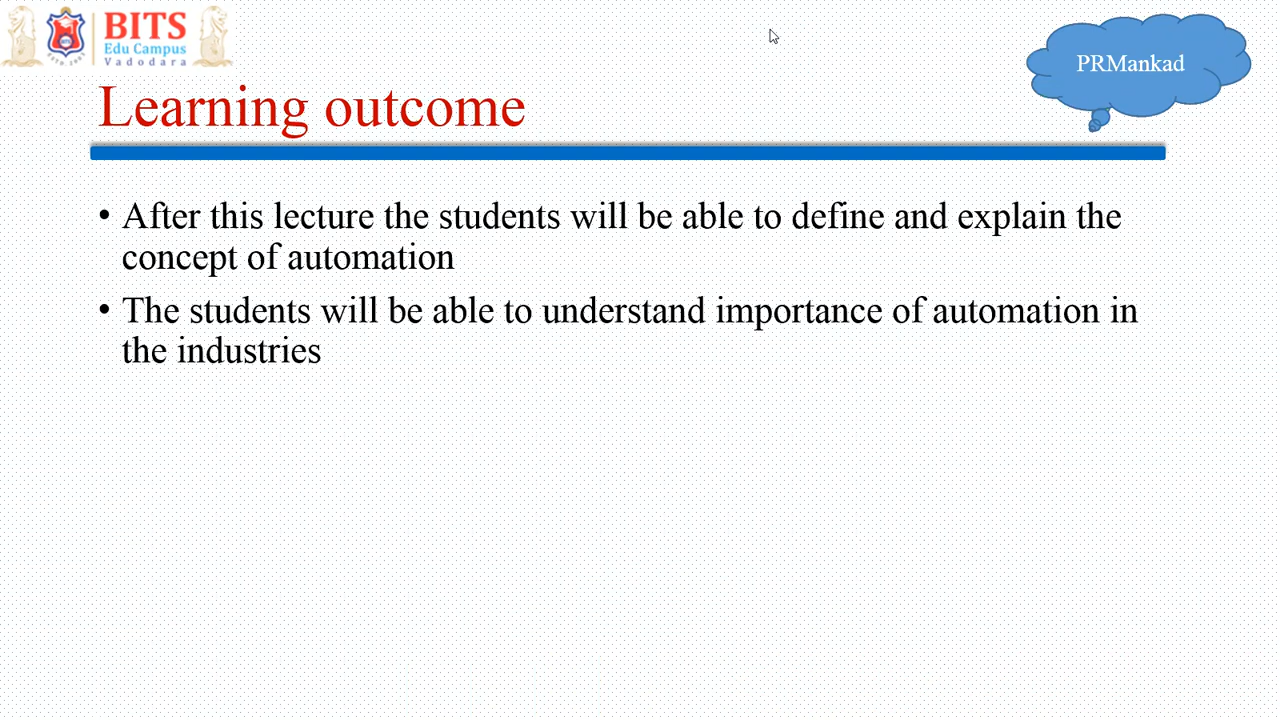 BITS
Edu Campus
Vadodara
PRMankad
Learning outcome
• After this lecture the students will be able to define and explain the
concept of automation
• The students will be able to understand importance of automation in
the industries